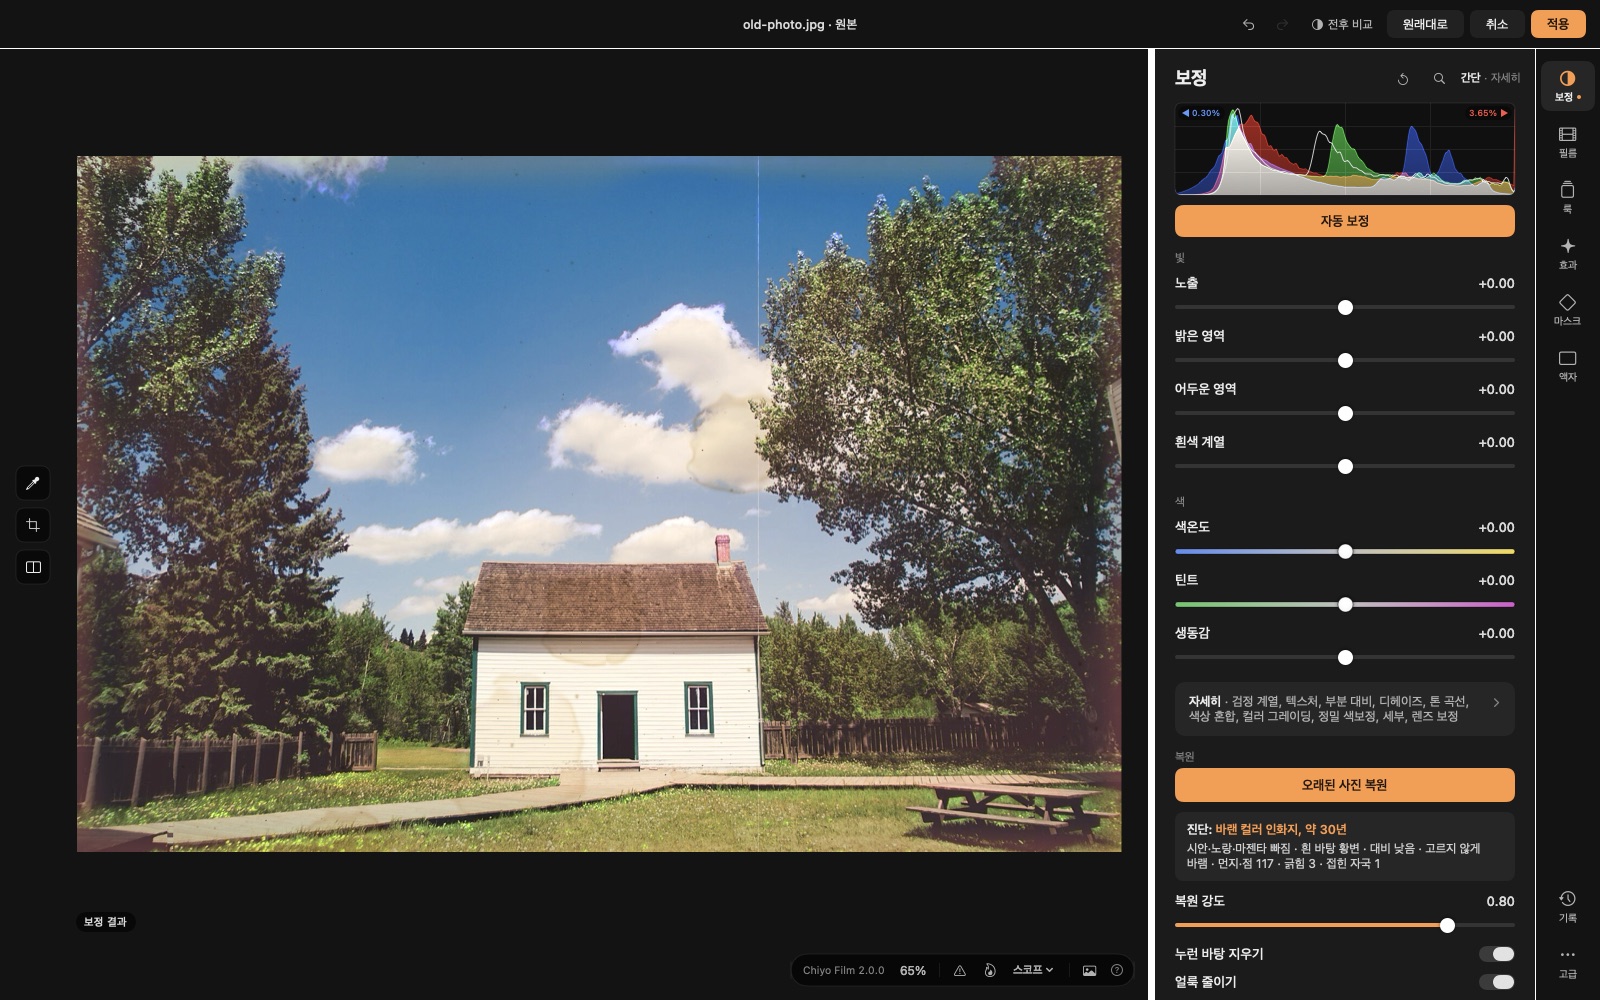 old-photo.jpg · 원본
전후 비교
원래대로
취소
적용
보정
간단 · 자세히
0.30%
3.65%
자동 보정
빛
노출
+0.00
밝은 영역
+0.00
어두운 영역
+0.00
흰색 계열
+0.00
색
색온도
+0.00
틴트
+0.00
생동감
+0.00
자세히 · 검정 계열, 텍스처, 부분 대비, 디헤이즈, 톤 곡선,
색상 혼합, 컬러 그레이딩, 정밀 색보정, 세부, 렌즈 보정
복원
오래된 사진 복원
진단: 바랜 컬러 인화지, 약 30년
시안·노랑·마젠타 빠짐 · 흰 바탕 황변 · 대비 낮음 · 고르지 않게
바램 · 먼지·점 117 · 긁힘 3 · 접힌 자국 1
복원 강도
0.80
누런 바탕 지우기
얼룩 줄이기
보정
필름
룩
효과
마스크
액자
기록
고급
보정 결과
Chiyo Film 2.0.0
65%
스코프